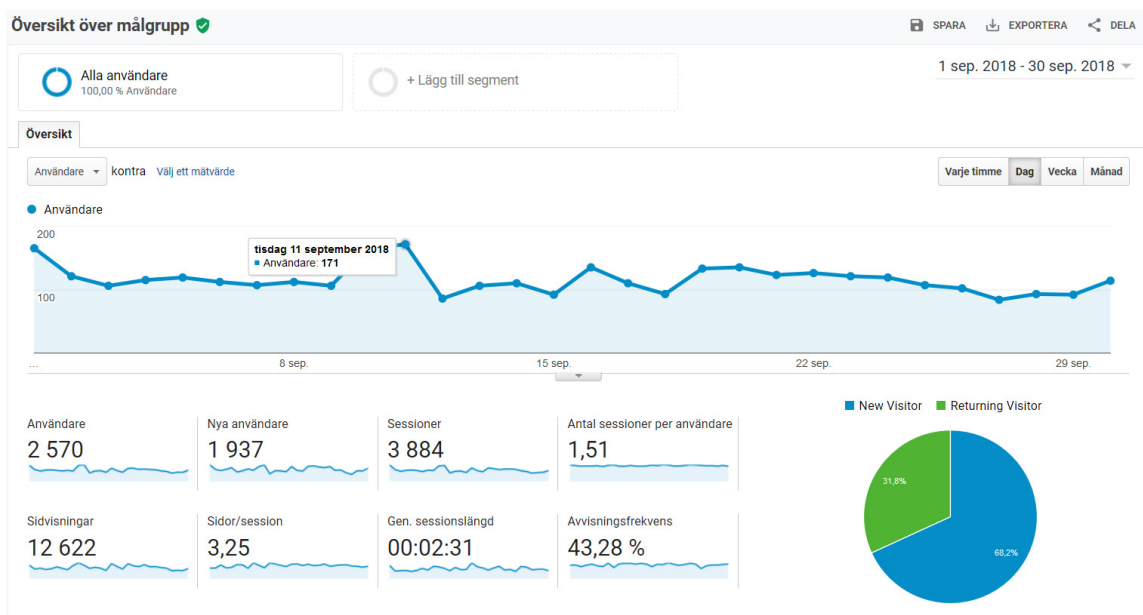 Översikt över målgrupp
SPARA
EXPORTERA
DELA
Alla användare
100,00 % Användare
+ Lägg till segment
1 sep. 2018 - 30 sep. 2018
Översikt
Användare
kontra
Välj ett mätvärde
Varje timme
Dag
Vecka
Månad
Användare
200
100
tisdag 11 september 2018
Användare: 171
...
8 sep.
15 sep.
22 sep.
29 sep.
New Visitor
Returning Visitor
Användare
2 570
Nya användare
1 937
Sessioner
3 884
Antal sessioner per användare
1,51
Sidvisningar
12 622
Sidor/session
3,25
Gen. sessionslängd
00:02:31
Avvisningsfrekvens
43,28 %
31,8%
68,2%